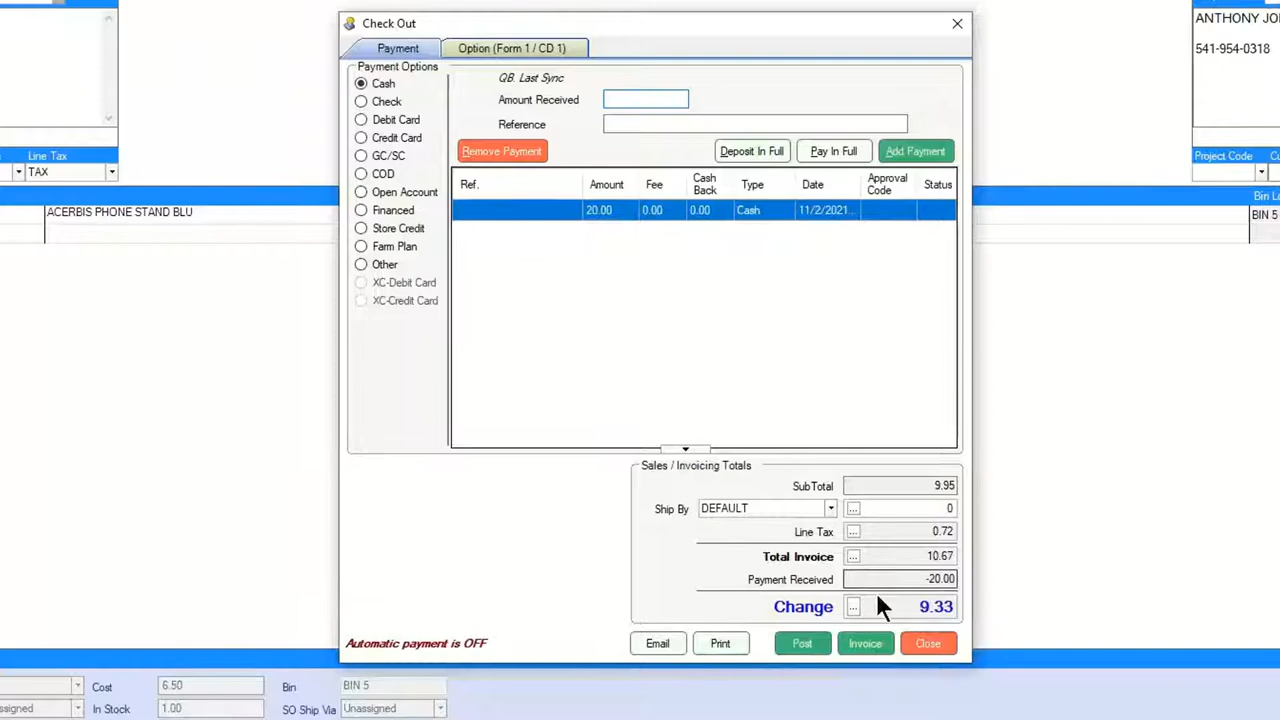 Check Out
Payment
Option (Form 1 / CD 1)
Payment Options
Cash
Check
Debit Card
Credit Card
GC/SC
COD
Open Account
Financed
Store Credit
Farm Plan
Other
XC-Debit Card
XC-Credit Card
QB. Last Sync
Amount Received
Reference
Remove Payment
Deposit In Full
Pay In Full
Add Payment
Ref. Amount Fee Cash Back Type Date Approval Code Status
20.00 0.00 0.00 Cash 11/2/2021...
Sales / Invoicing Totals
SubTotal 9.95
Ship By DEFAULT ... 0
Line Tax ... 0.72
Total Invoice ... 10.67
Payment Received -20.00
Change ... 9.33
Automatic payment is OFF
Email
Print
Post
Invoice
Close
Line Tax
TAX
ACERBIS PHONE STAND BLU
ANTHONY JO
541-954-0318
Project Code
Bin Lo
BIN 5
Cost 6.50 Bin BIN 5
ssigned In Stock 1.00 SO Ship Via Unassigned